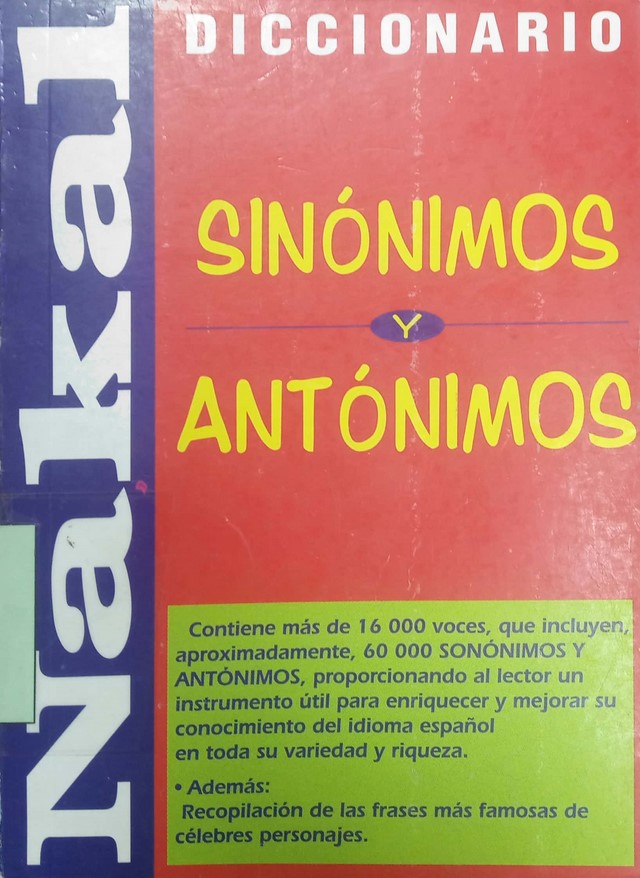 Nakal
DICCIONARIO
SINÓNIMOS
Y
ANTÓNIMOS
Contiene más de 16 000 voces, que incluyen,
aproximadamente, 60 000 SONÓNIMOS Y
ANTÓNIMOS, proporcionando al lector un
instrumento útil para enriquecer y mejorar su
conocimiento del idioma español
en toda su variedad y riqueza.
• Además:
Recopilación de las frases más famosas de
célebres personajes.